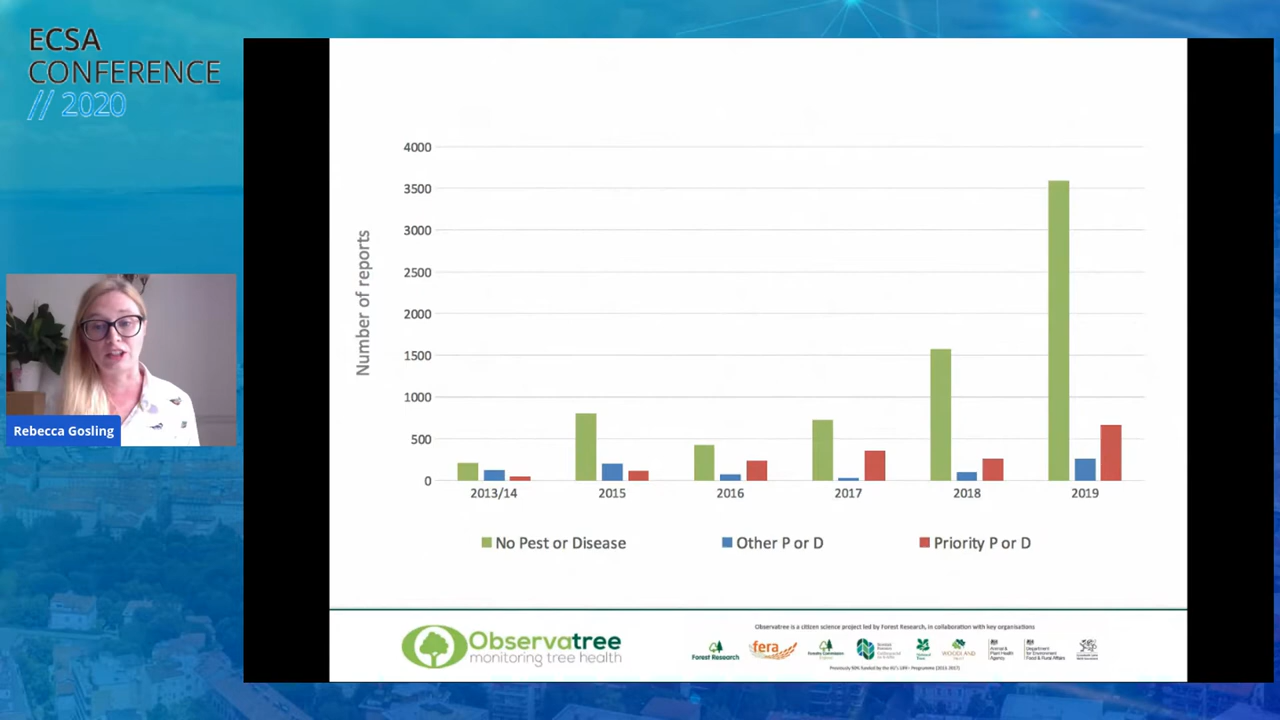 ECSA
CONFERENCE
// 2020
Rebecca Gosling
Number of reports
4000
3500
3000
2500
2000
1500
1000
500
0
2013/14 2015 2016 2017 2018 2019
No Pest or Disease Other P or D Priority P or D
Observatree
monitoring tree health
Observatree is a citizen science project led by Forest Research, in collaboration with key organisations
Forest Research
fera